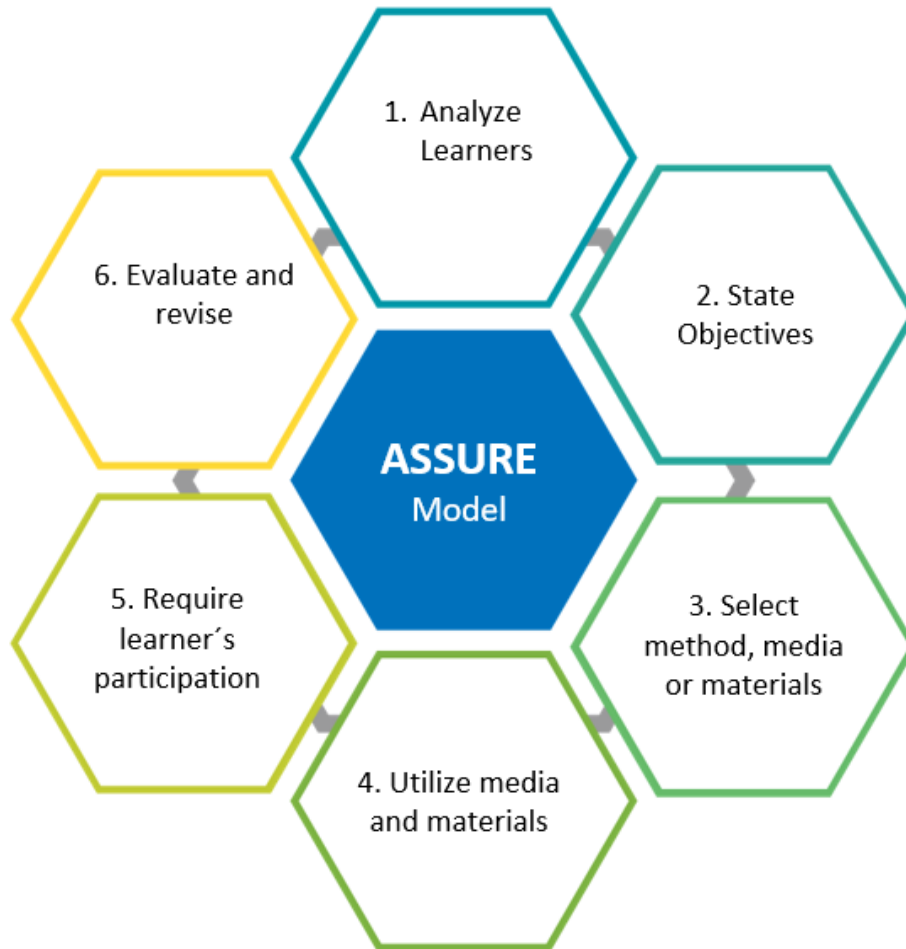 1. Analyze
Learners
2. State
Objectives
3. Select
method, media
or materials
4. Utilize media
and materials
5. Require
learner´s
participation
6. Evaluate and
revise
ASSURE
Model